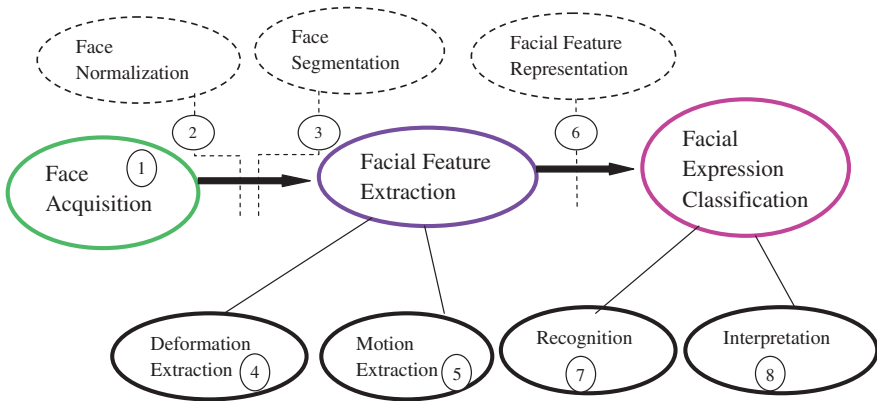 Face
Normalization
2
Face
Segmentation
3
Facial Feature
Representation
6
1
Face
Acquisition
Facial Feature
Extraction
Facial
Expression
Classification
Deformation
Extraction 4
Motion
Extraction 5
Recognition
7
Interpretation
8